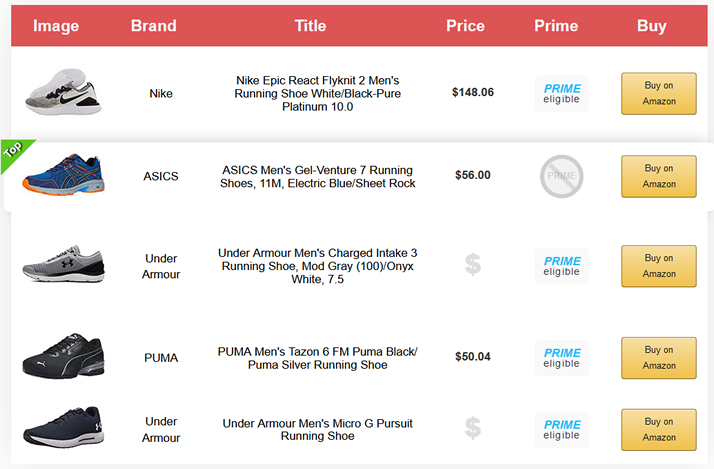 Image Brand Title Price Prime Buy
Nike
Nike Epic React Flyknit 2 Men's
Running Shoe White/Black-Pure
Platinum 10.0
$148.06
PRIME
eligible
Buy on
Amazon
Top
ASICS
ASICS Men's Gel-Venture 7 Running
Shoes, 11M, Electric Blue/Sheet Rock
$56.00
PRIME
Buy on
Amazon
Under
Armour
Under Armour Men's Charged Intake 3
Running Shoe, Mod Gray (100)/Onyx
White, 7.5
$
PRIME
eligible
Buy on
Amazon
PUMA
PUMA Men's Tazon 6 FM Puma Black/
Puma Silver Running Shoe
$50.04
PRIME
eligible
Buy on
Amazon
Under
Armour
Under Armour Men's Micro G Pursuit
Running Shoe
$
PRIME
eligible
Buy on
Amazon